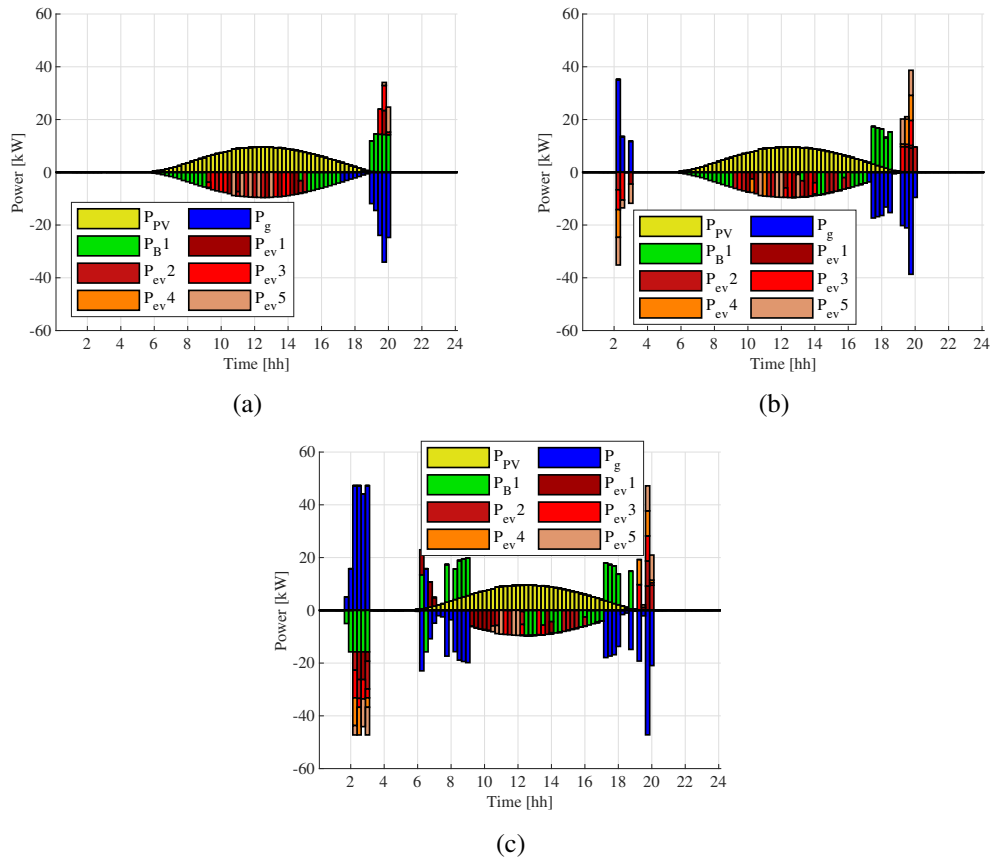 60
40
20
0
-20
-40
-60
Power [kW]
P_PV P_g
P_B1 P_ev1
P_ev2 P_ev3
P_ev4 P_ev5
2 4 6 8 10 12 14 16 18 20 22 24
Time [hh]
(a)
60
40
20
0
-20
-40
-60
Power [kW]
P_PV P_g
P_B1 P_ev1
P_ev2 P_ev3
P_ev4 P_ev5
2 4 6 8 10 12 14 16 18 20 22 24
Time [hh]
(b)
60
40
20
0
-20
-40
-60
Power [kW]
P_PV P_g
P_B1 P_ev1
P_ev2 P_ev3
P_ev4 P_ev5
2 4 6 8 10 12 14 16 18 20 22 24
Time [hh]
(c)